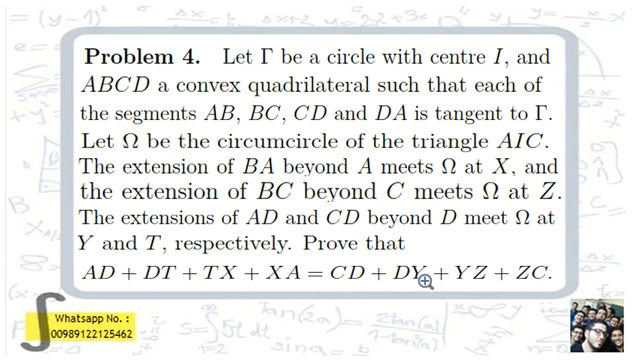 Problem 4. Let Γ be a circle with centre I, and
ABCD a convex quadrilateral such that each of
the segments AB, BC, CD and DA is tangent to Γ.
Let Ω be the circumcircle of the triangle AIC.
The extension of BA beyond A meets Ω at X, and
the extension of BC beyond C meets Ω at Z.
The extensions of AD and CD beyond D meet Ω at
Y and T, respectively. Prove that
AD + DT + TX + XA = CD + DY + YZ + ZC.
Whatsapp No. :
00989122125462